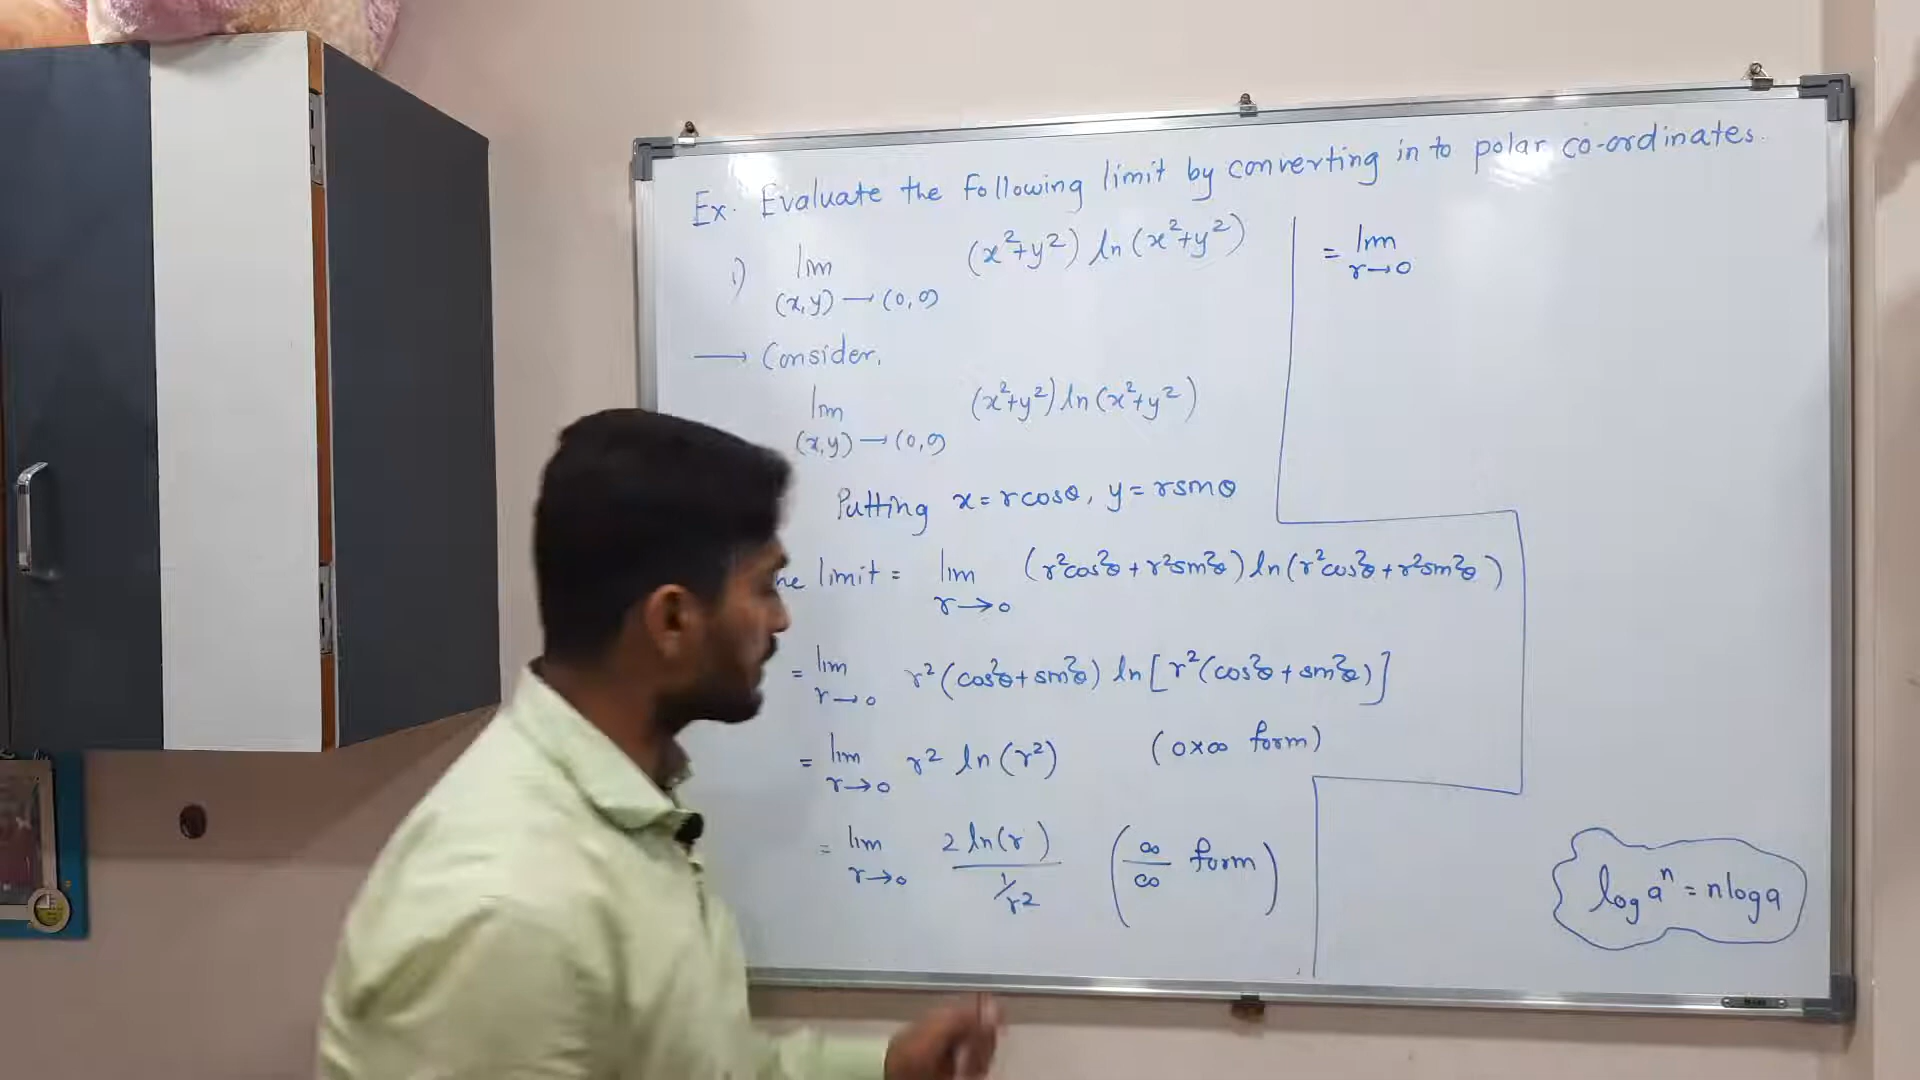 Ex. Evaluate the following limit by converting in to polar co-ordinates.
i) lim (x²+y²) ln (x²+y²)
(x,y) → (0,0)
→ Consider,
lim (x²+y²) ln (x²+y²)
(x,y) → (0,0)
Putting x = r cosθ, y = r sinθ
he limit = lim (r²cos²θ + r²sin²θ) ln (r²cos²θ + r²sin²θ)
r→0
= lim r² (cos²θ + sin²θ) ln [r² (cos²θ + sin²θ)]
r→0
= lim r² ln (r²) (0×∞ form)
r→0
= lim 2 ln(r) / 1/r² (∞/∞ form)
r→0
= lim
r→0
log aⁿ = n log a